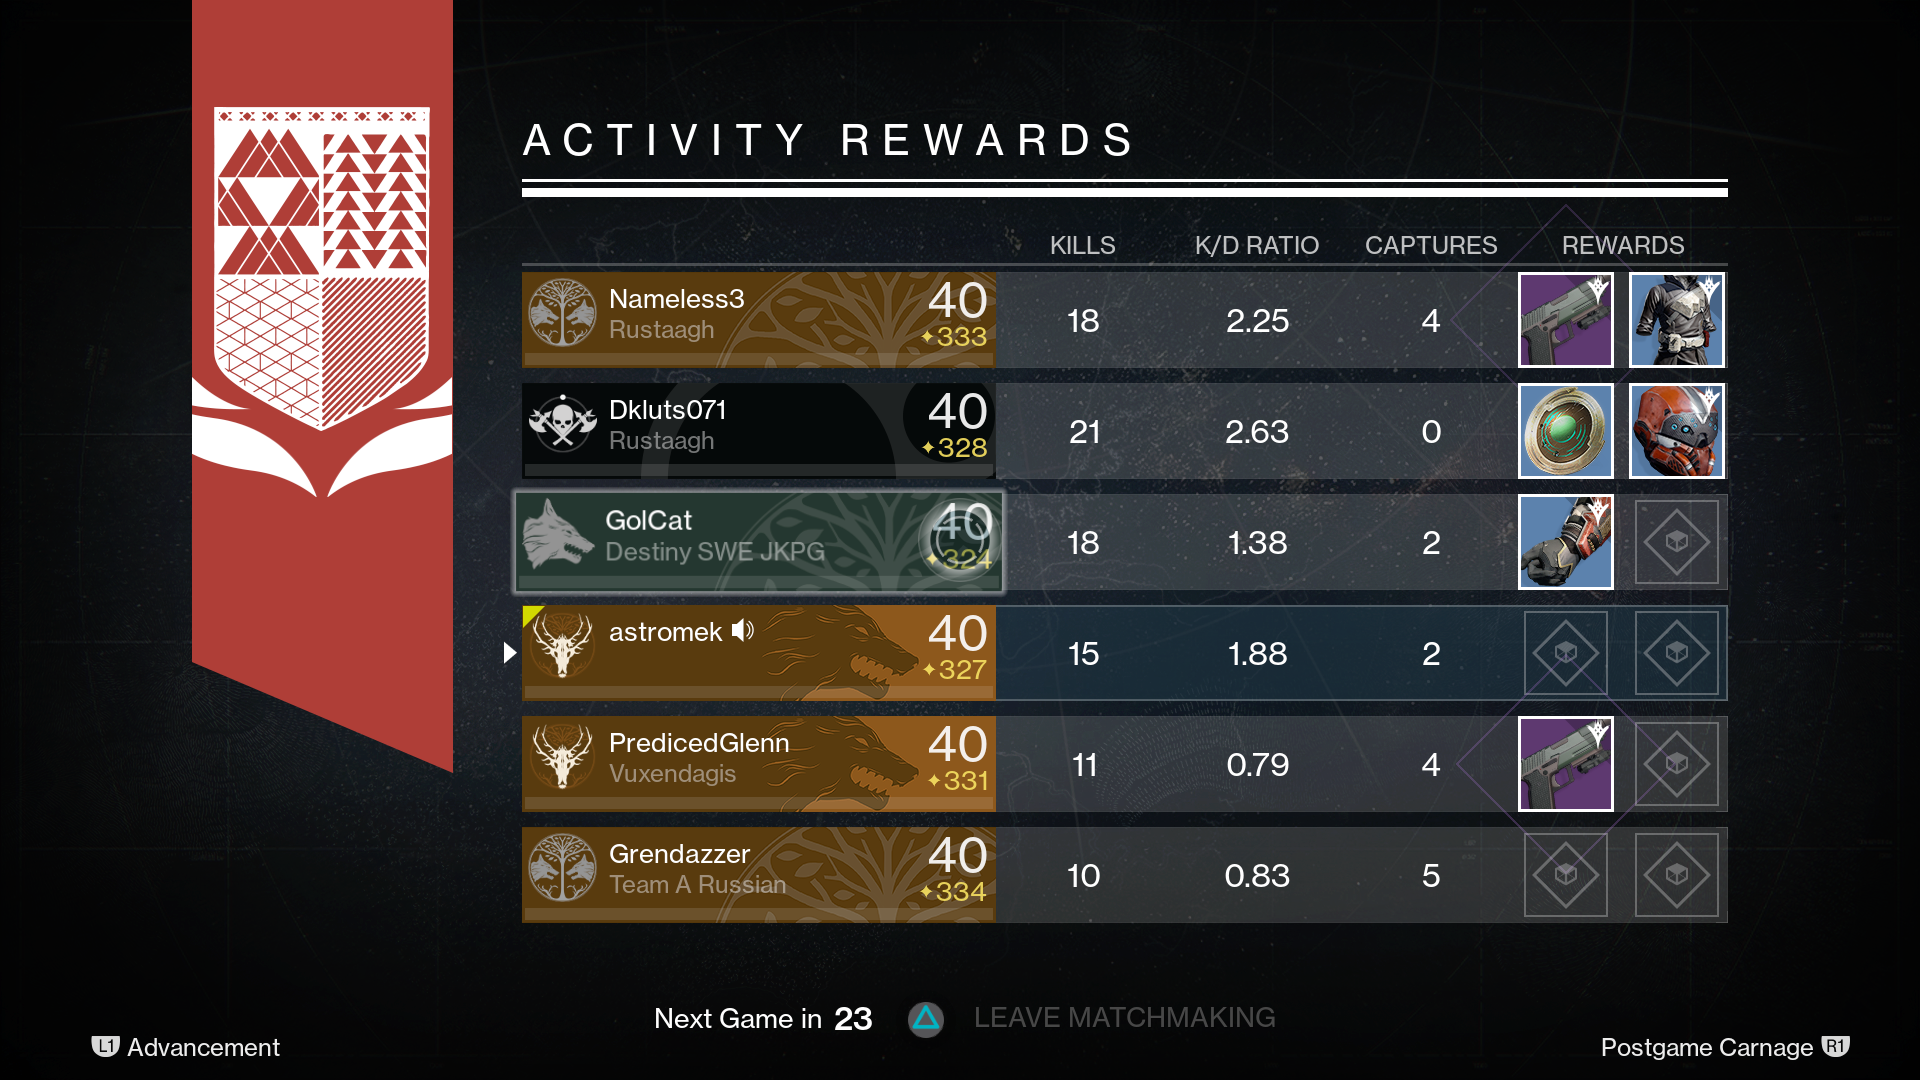 ACTIVITY REWARDS
KILLS K/D RATIO CAPTURES REWARDS
Nameless3 40
Rustaagh 333
18 2.25 4
Dkluts071 40
Rustaagh 328
21 2.63 0
GolCat 40
Destiny SWE JKPG 324
18 1.38 2
astromek 40
327
15 1.88 2
PredicedGlenn 40
Vuxendagis 331
11 0.79 4
Grendazzer 40
Team A Russian 334
10 0.83 5
Next Game in 23 LEAVE MATCHMAKING
L1 Advancement
Postgame Carnage R1